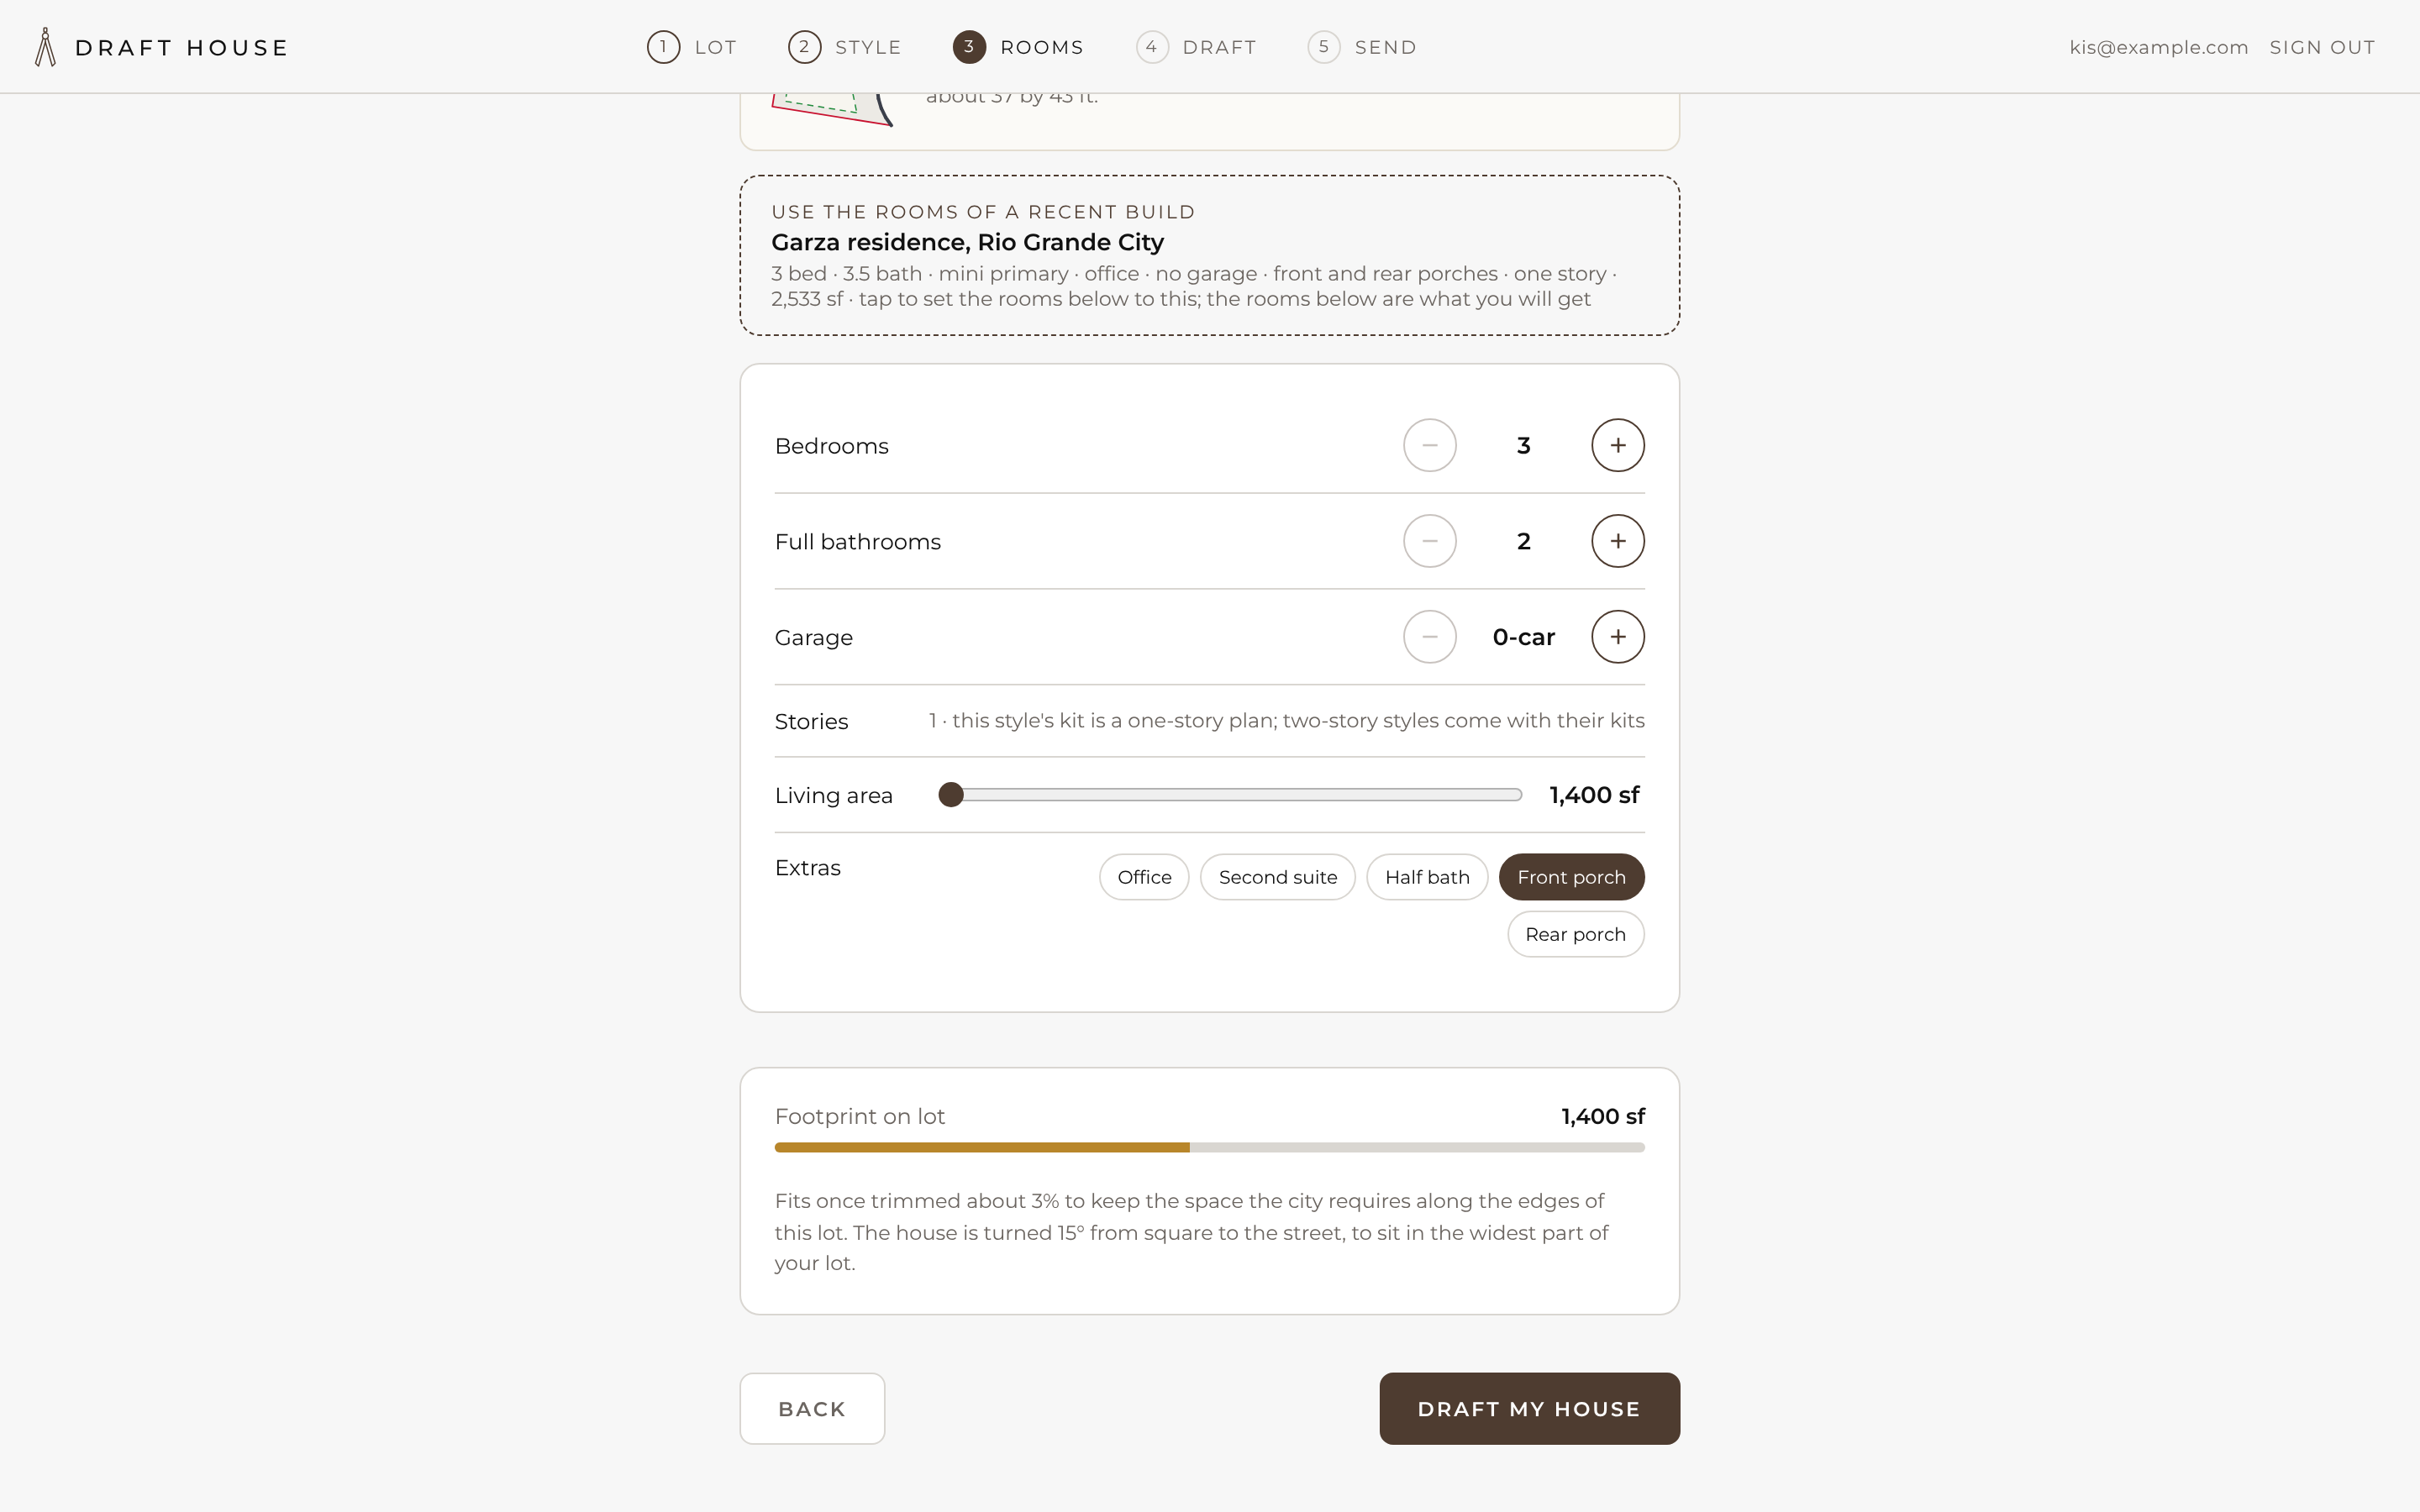 DRAFT HOUSE
1 LOT
2 STYLE
3 ROOMS
4 DRAFT
5 SEND
kis@example.com SIGN OUT
about 37 by 43 ft.
USE THE ROOMS OF A RECENT BUILD
Garza residence, Rio Grande City
3 bed · 3.5 bath · mini primary · office · no garage · front and rear porches · one story ·
2,533 sf · tap to set the rooms below to this; the rooms below are what you will get
Bedrooms − 3 +
Full bathrooms − 2 +
Garage − 0-car +
Stories 1 · this style's kit is a one-story plan; two-story styles come with their kits
Living area 1,400 sf
Extras Office Second suite Half bath Front porch
Rear porch
Footprint on lot 1,400 sf
Fits once trimmed about 3% to keep the space the city requires along the edges of
this lot. The house is turned 15° from square to the street, to sit in the widest part of
your lot.
BACK DRAFT MY HOUSE